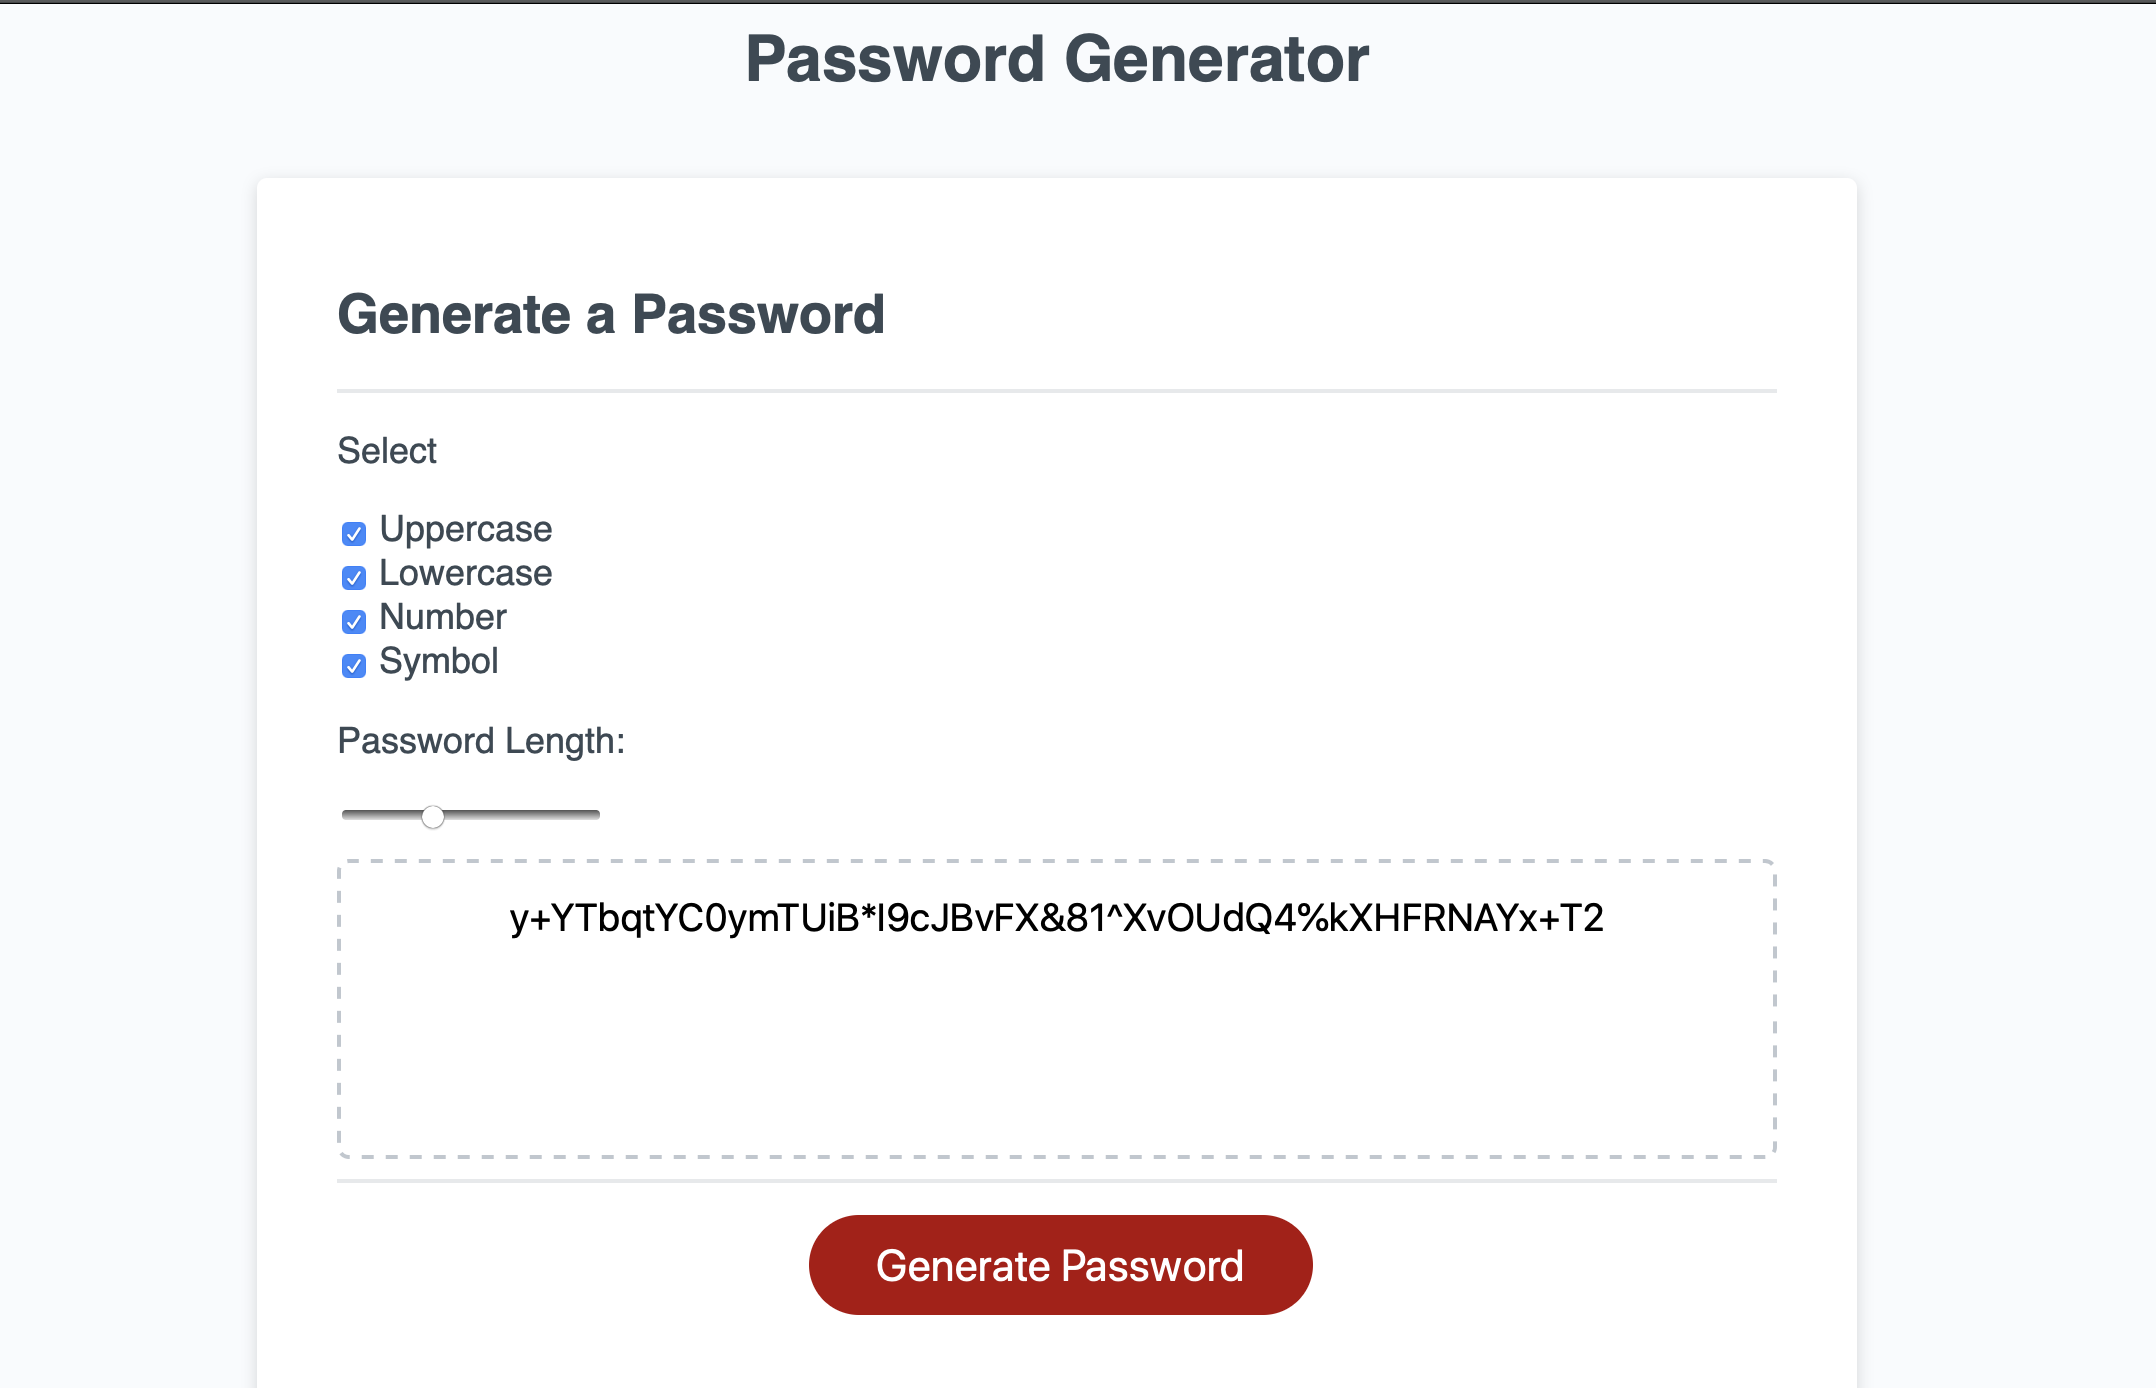 Password Generator
Generate a Password
Select
Uppercase
Lowercase
Number
Symbol
Password Length:
y+YTbqtYC0ymTUiB*I9cJBvFX&81^XvOUdQ4%kXHFRNAYx+T2
Generate Password